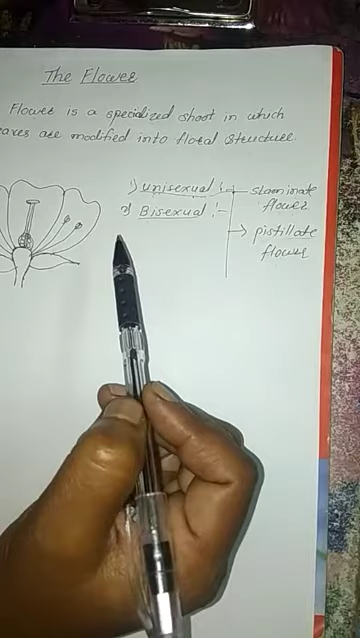 The Flower
Flower is a specialized shoot in which
eaves are modified into floral structure.
1) Unisexual :- staminate flower
2) Bisexual :- → pistillate flower